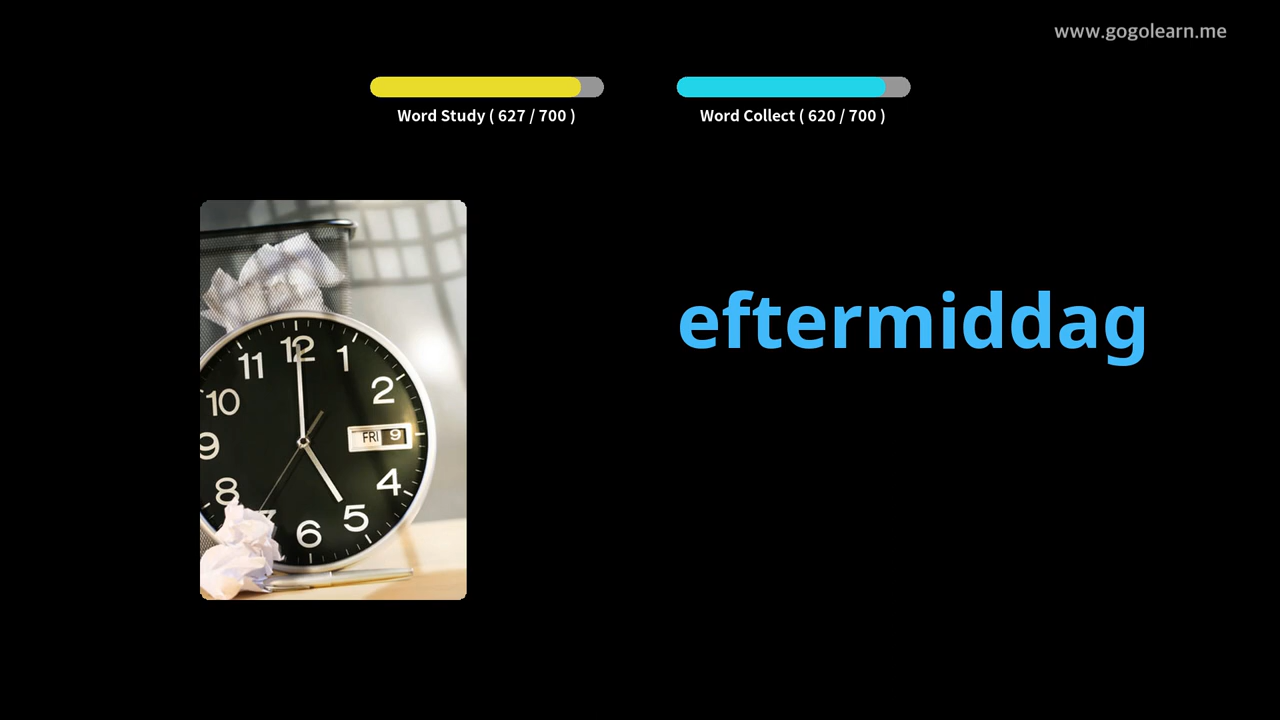 www.gogolearn.me
Word Study ( 627 / 700 )
Word Collect ( 620 / 700 )
eftermiddag
12
11
1
10
2
9
FRI 9
8
4
7
5
6